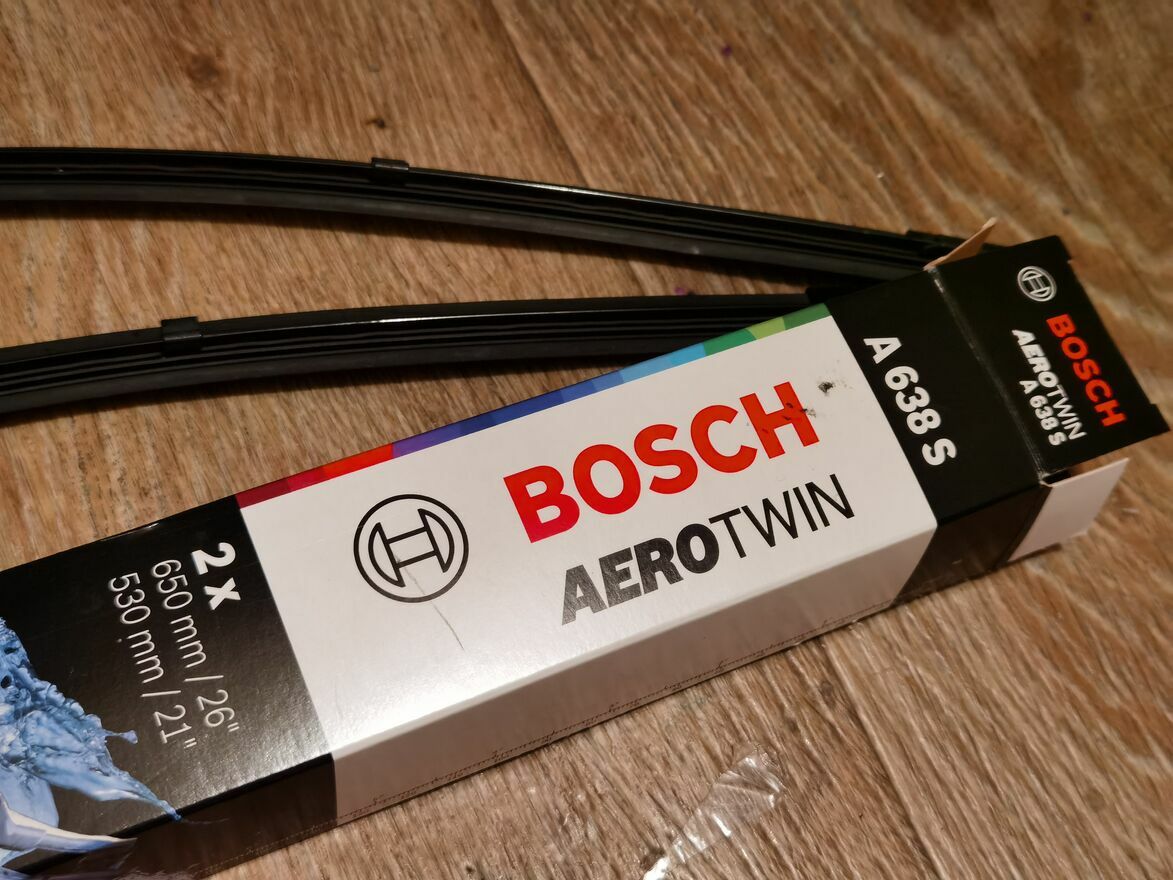 BOSCH
AEROTWIN
A 638 S
2 x
650 mm / 26"
530 mm / 21"
BOSCH
AEROTWIN
A 638 S